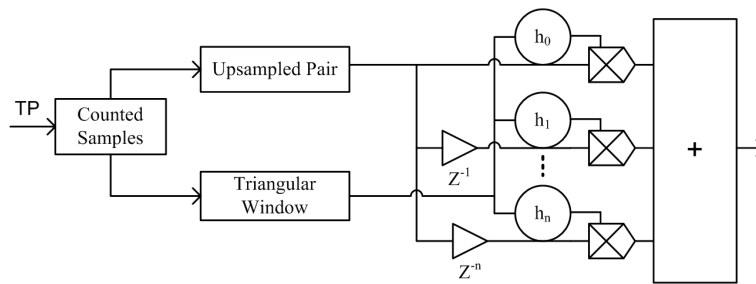 TP
Counted
Samples
Upsampled Pair
Triangular
Window
h0
h1
hn
Z-1
Z-n
+